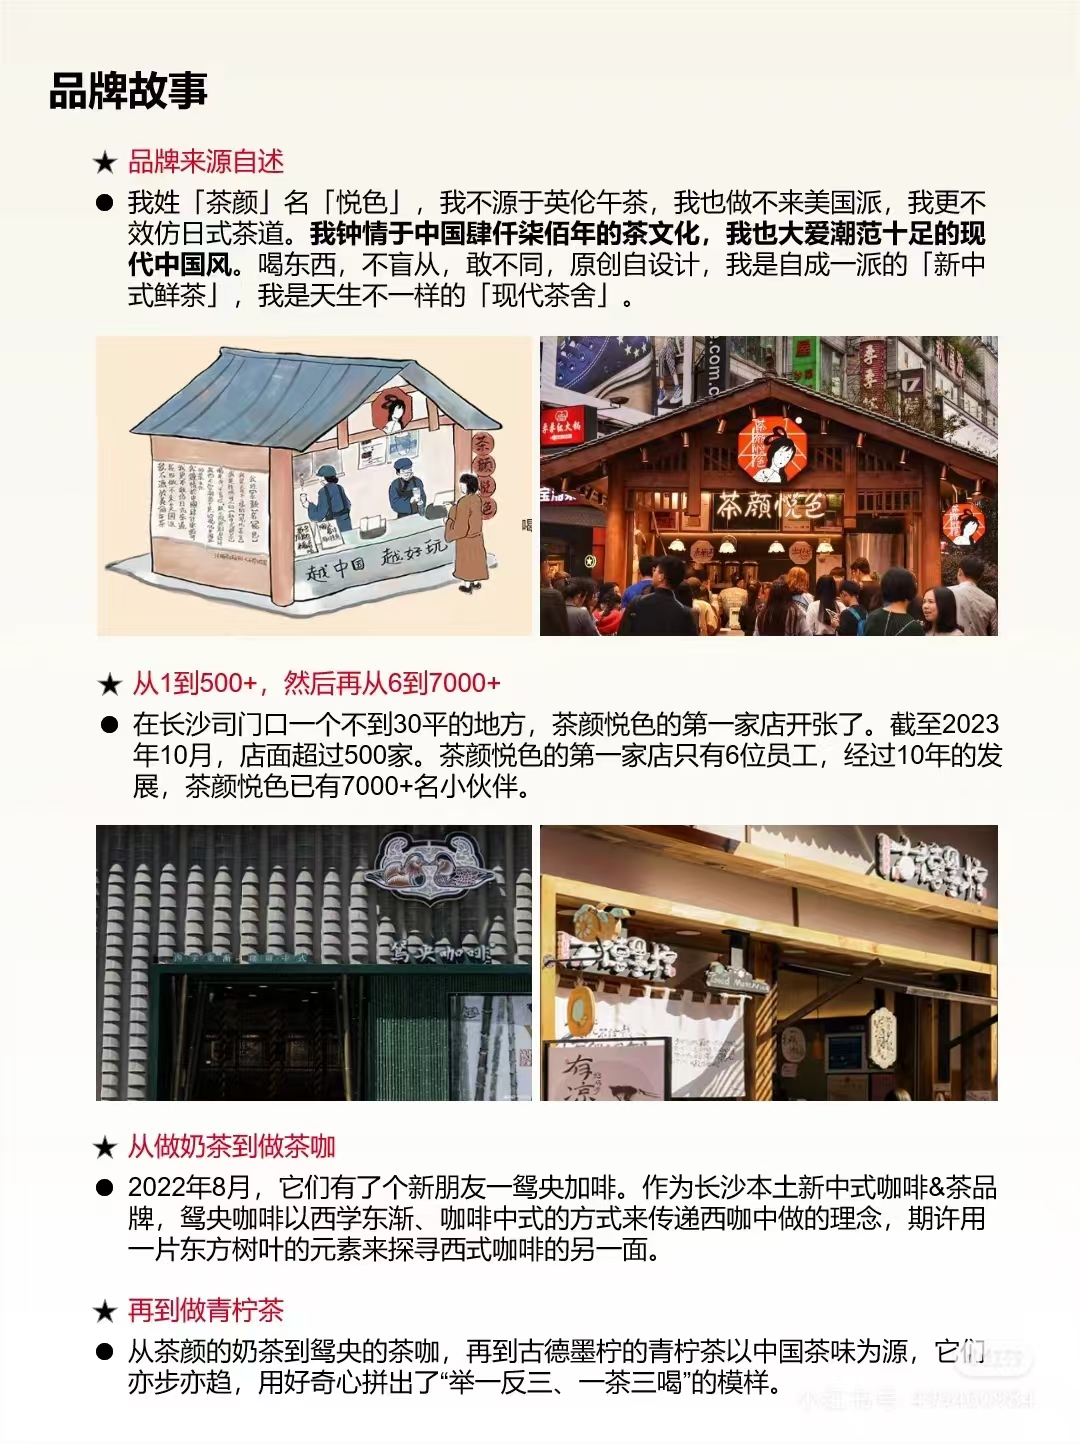 品牌故事
★ 品牌来源自述
● 我姓「茶颜」名「悦色」，我不源于英伦午茶，我也做不来美国派，我更不
效仿日式茶道。我钟情于中国肆仟柒佰年的茶文化，我也大爱潮范十足的现
代中国风。喝东西，不盲从，敢不同，原创自设计，我是自成一派的「新中
式鲜茶」，我是天生不一样的「现代茶舍」。
越中国 越好玩
喝
.com.c
茶颜悦色
★ 从1到500+，然后再从6到7000+
● 在长沙司门口一个不到30平的地方，茶颜悦色的第一家店开张了。截至2023
年10月，店面超过500家。茶颜悦色的第一家店只有6位员工，经过10年的发
展，茶颜悦色已有7000+名小伙伴。
鸳央咖啡
有
凉
★ 从做奶茶到做茶咖
● 2022年8月，它们有了个新朋友一鸳央加啡。作为长沙本土新中式咖啡&茶品
牌，鸳央咖啡以西学东渐、咖啡中式的方式来传递西咖中做的理念，期许用
一片东方树叶的元素来探寻西式咖啡的另一面。
★ 再到做青柠茶
● 从茶颜的奶茶到鸳央的茶咖，再到古德墨柠的青柠茶以中国茶味为源，它们
亦步亦趋，用好奇心拼出了“举一反三、一茶三喝”的模样。